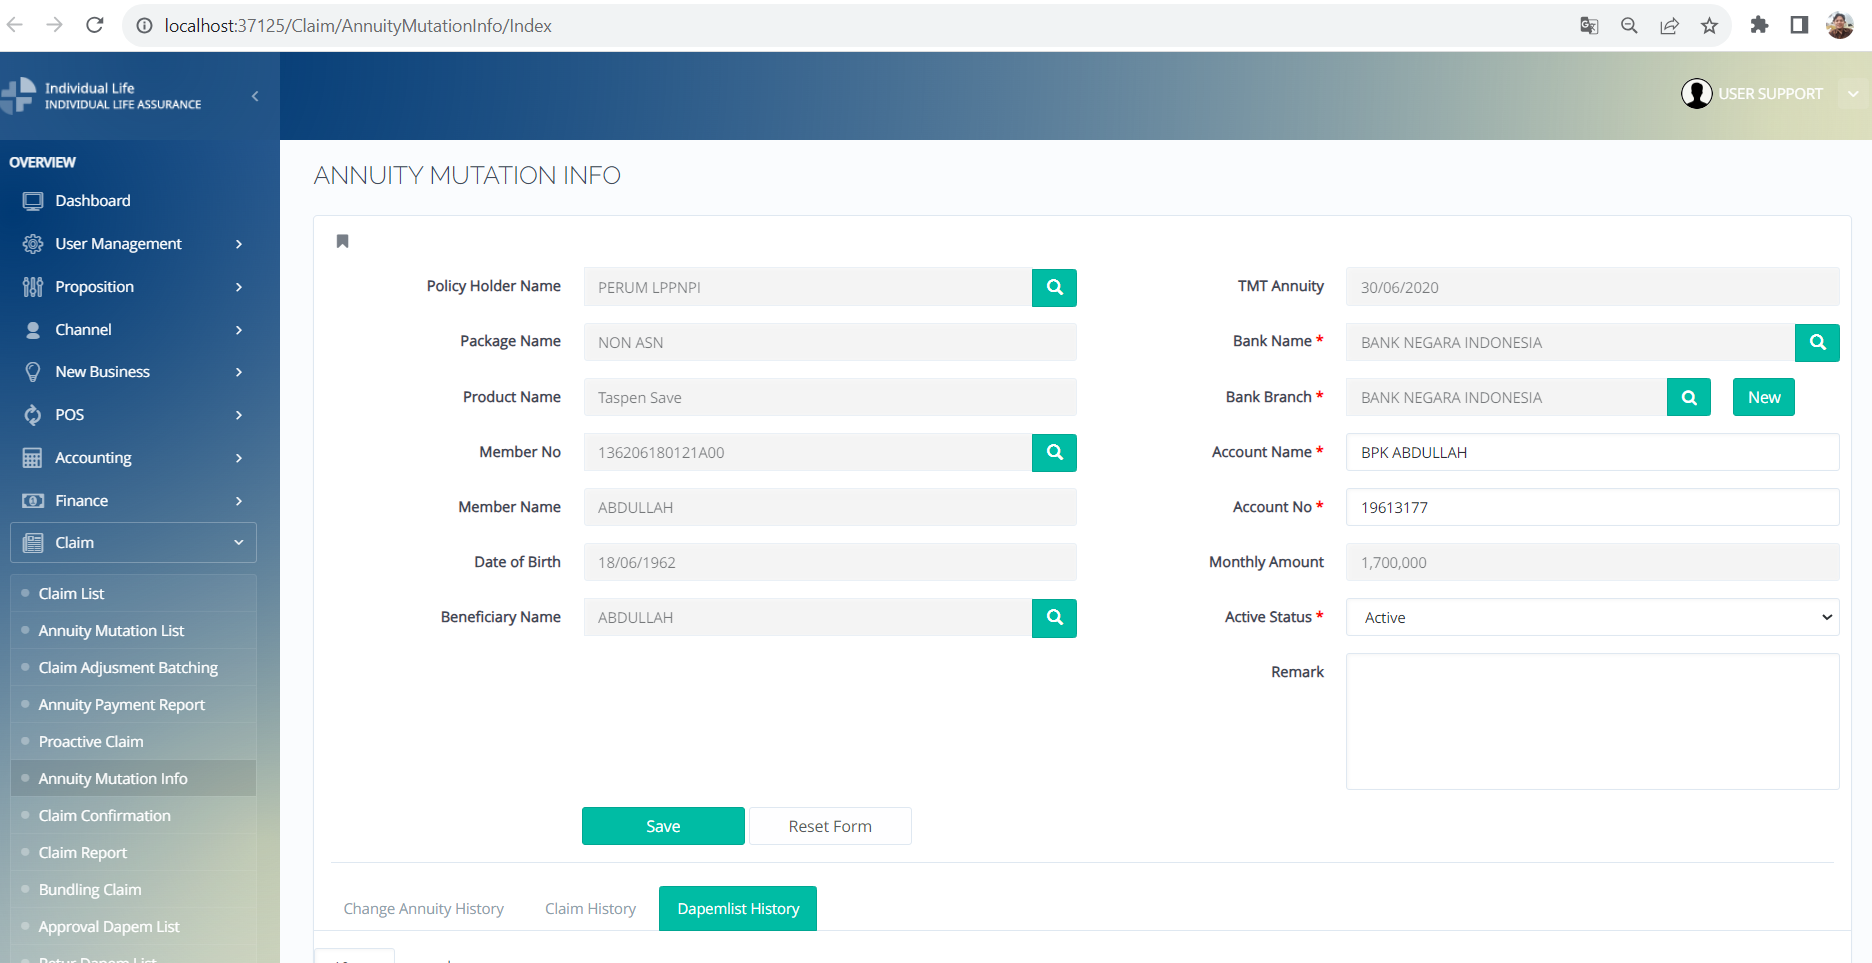 localhost:37125/Claim/AnnuityMutationInfo/Index
Individual Life
INDIVIDUAL LIFE ASSURANCE
USER SUPPORT
OVERVIEW
Dashboard
User Management
Proposition
Channel
New Business
POS
Accounting
Finance
Claim
Claim List
Annuity Mutation List
Claim Adjusment Batching
Annuity Payment Report
Proactive Claim
Annuity Mutation Info
Claim Confirmation
Claim Report
Bundling Claim
Approval Dapem List
Retur Dapem List
ANNUITY MUTATION INFO
Policy Holder Name PERUM LPPNPI
Package Name NON ASN
Product Name Taspen Save
Member No 136206180121A00
Member Name ABDULLAH
Date of Birth 18/06/1962
Beneficiary Name ABDULLAH
TMT Annuity 30/06/2020
Bank Name * BANK NEGARA INDONESIA
Bank Branch * BANK NEGARA INDONESIA New
Account Name * BPK ABDULLAH
Account No * 19613177
Monthly Amount 1,700,000
Active Status * Active
Remark
Save Reset Form
Change Annuity History Claim History Dapemlist History